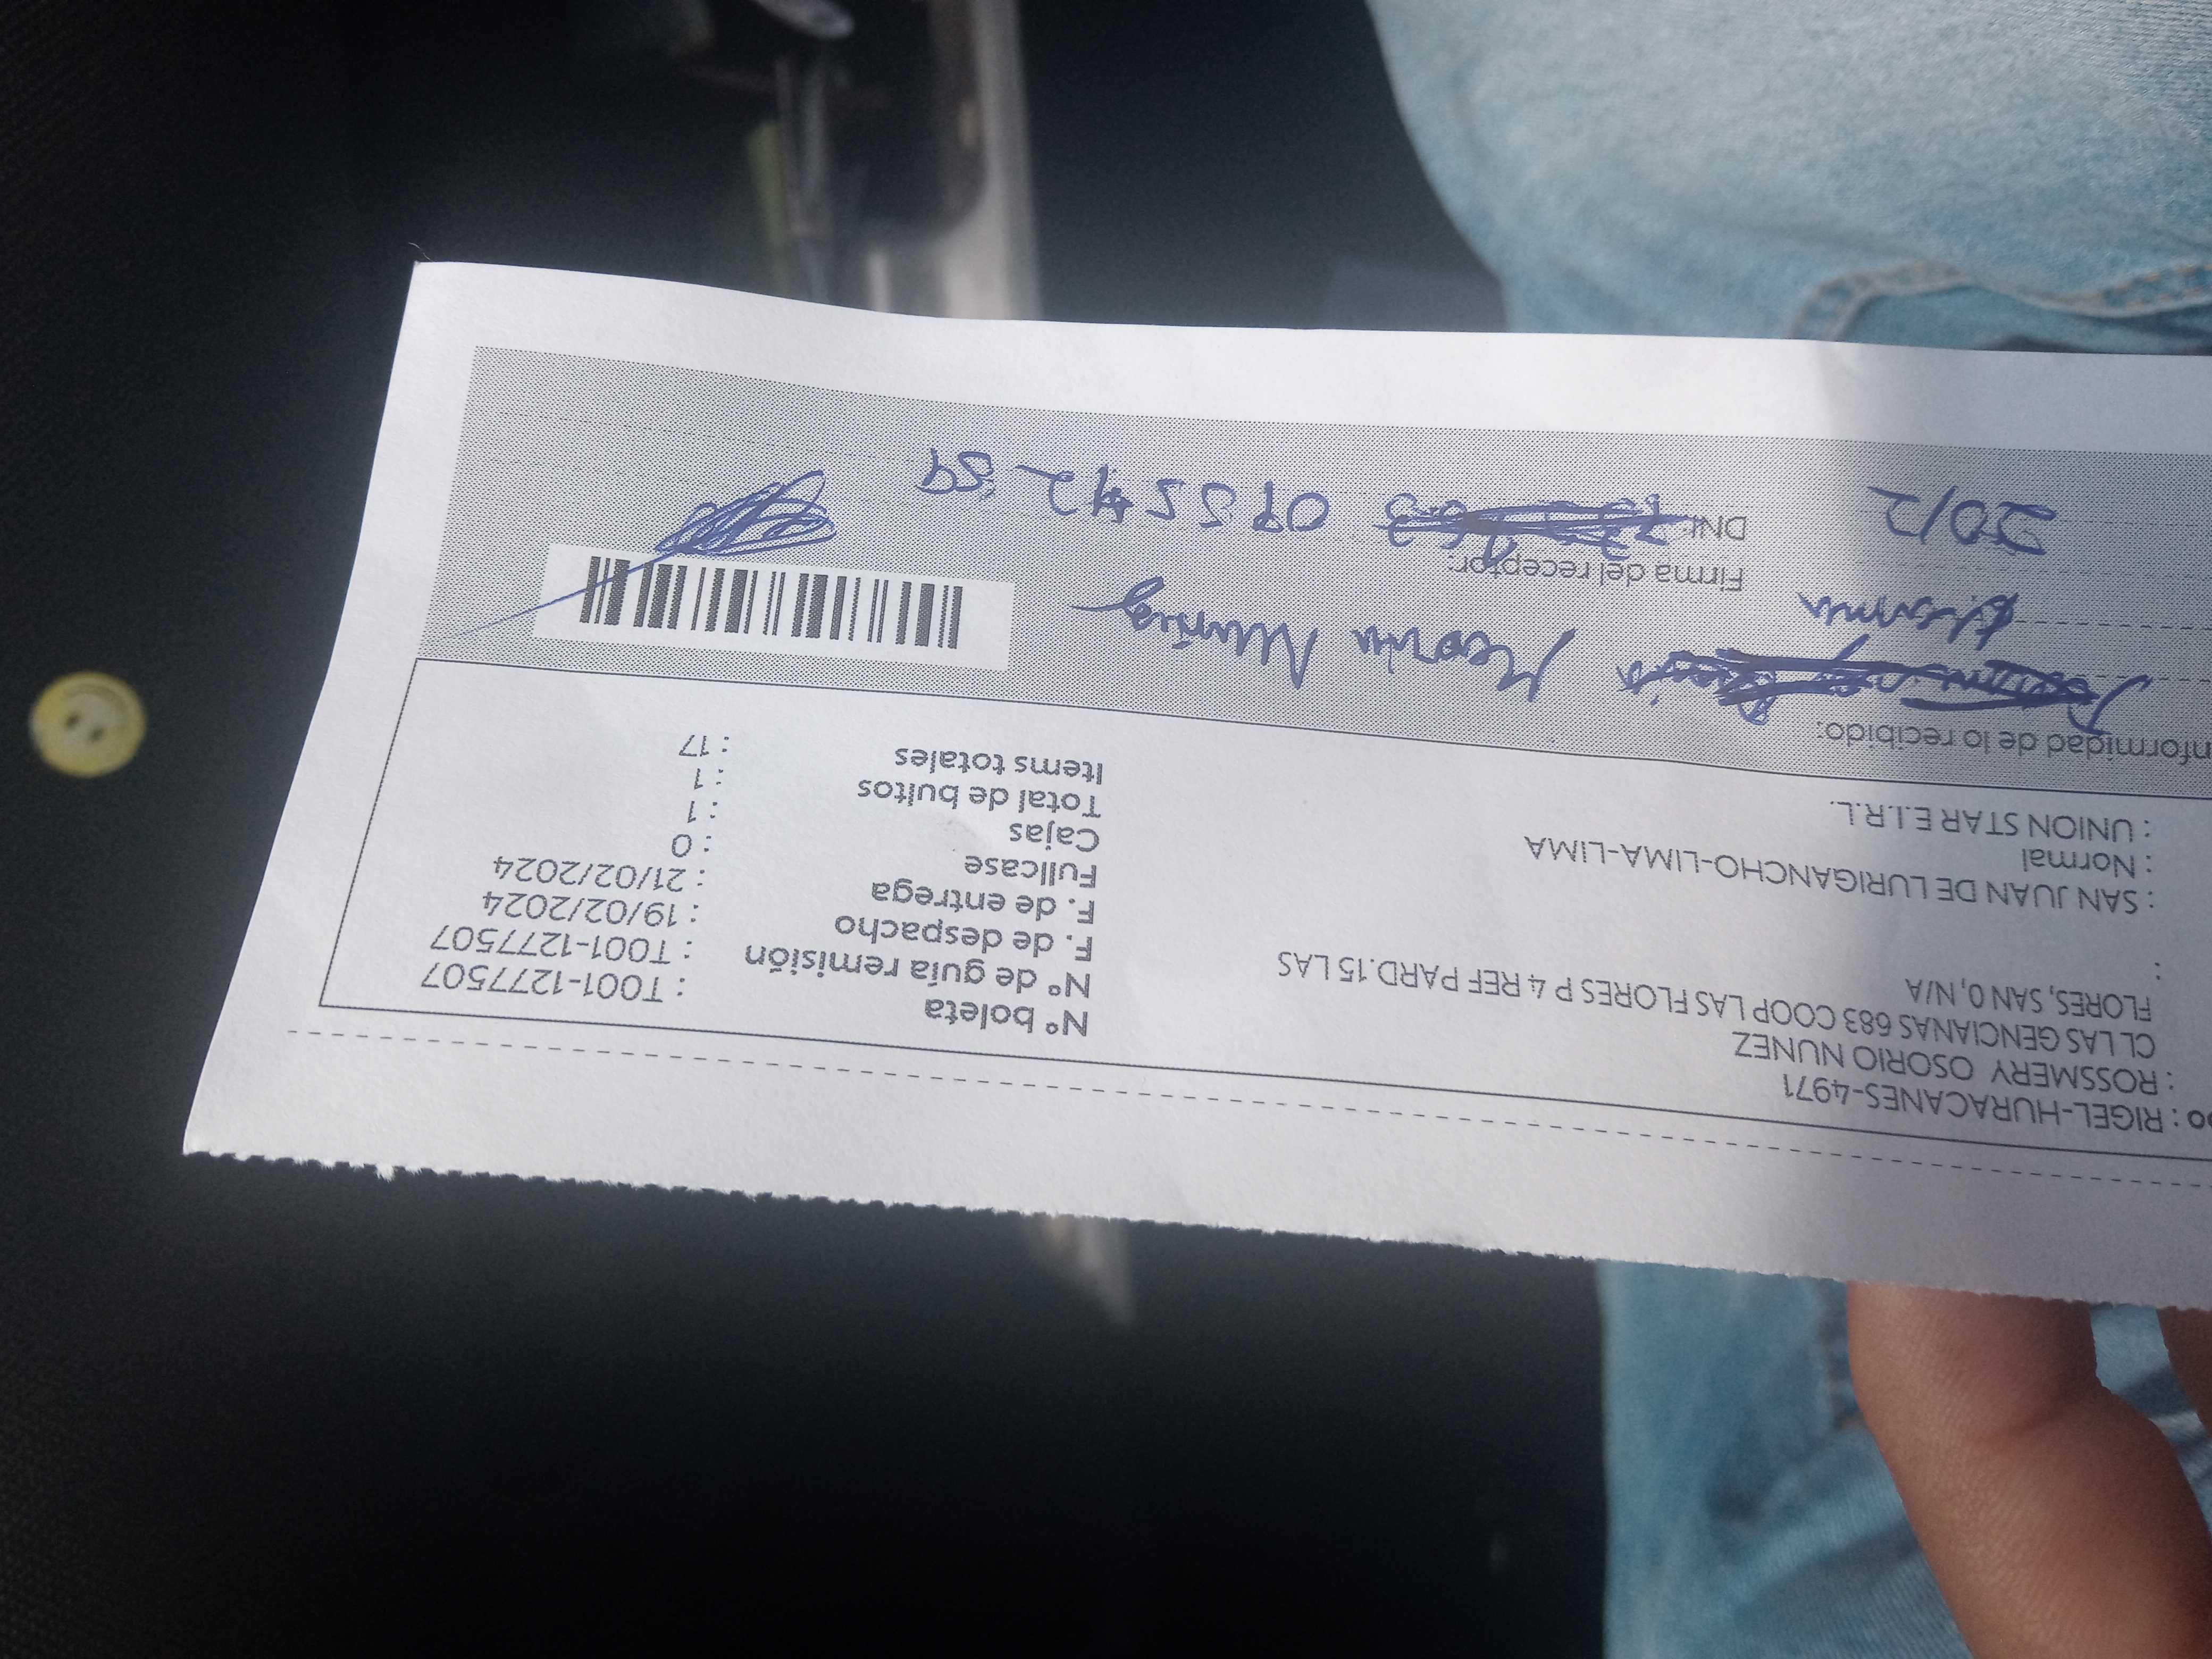 : RIGEL-HURACANES-4971
: ROSSMERY OSORIO NUNEZ
CL LAS GENCIANAS 683 COOP LAS FLORES P 4 REF PARD.15 LAS
FLORES, SAN 0, N/A
:
: SAN JUAN DE LURIGANCHO-LIMA-LIMA
: Normal
: UNION STAR E.I.R.L.
N° boleta : T001-1277507
N° de guía remisión : T001-1277507
F. de despacho : 19/02/2024
F. de entrega : 21/02/2024
Fullcase : 0
Cajas : 1
Total de bultos : 1
Items totales : 17
nformidad de lo recibido:
Firma del receptor:
DNI
20/2